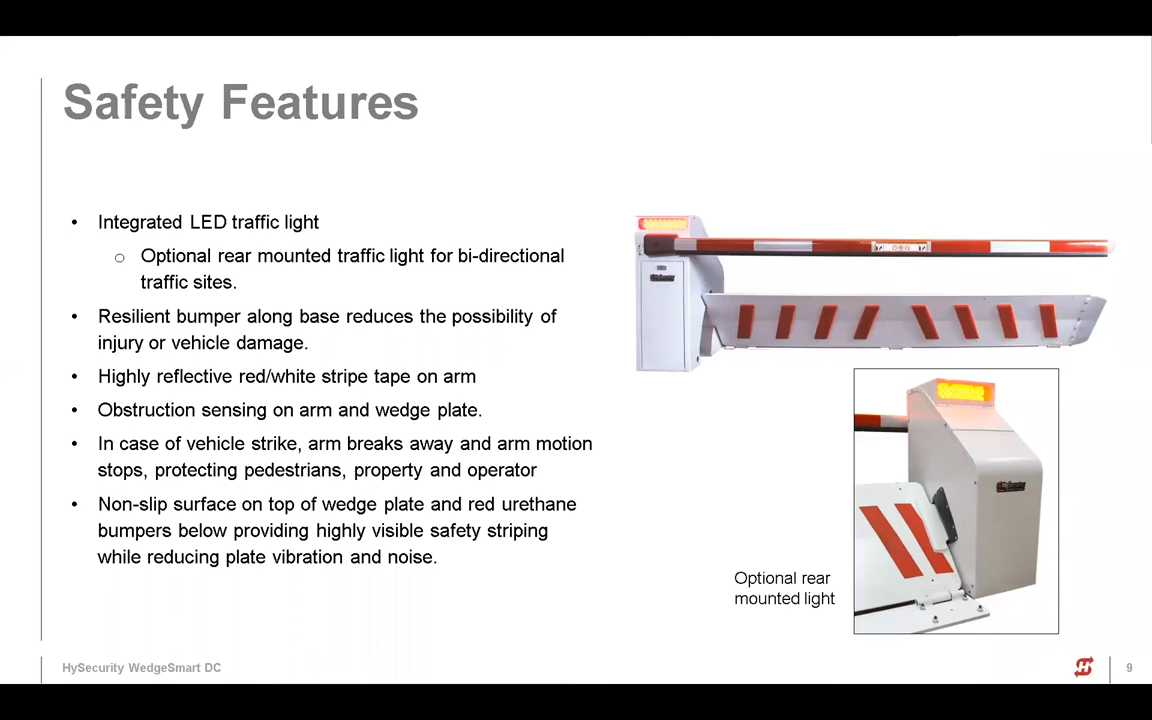 Safety Features
• Integrated LED traffic light
o Optional rear mounted traffic light for bi-directional
traffic sites.
• Resilient bumper along base reduces the possibility of
injury or vehicle damage.
• Highly reflective red/white stripe tape on arm
• Obstruction sensing on arm and wedge plate.
• In case of vehicle strike, arm breaks away and arm motion
stops, protecting pedestrians, property and operator
• Non-slip surface on top of wedge plate and red urethane
bumpers below providing highly visible safety striping
while reducing plate vibration and noise.
Optional rear
mounted light
HySecurity WedgeSmart DC
H
9